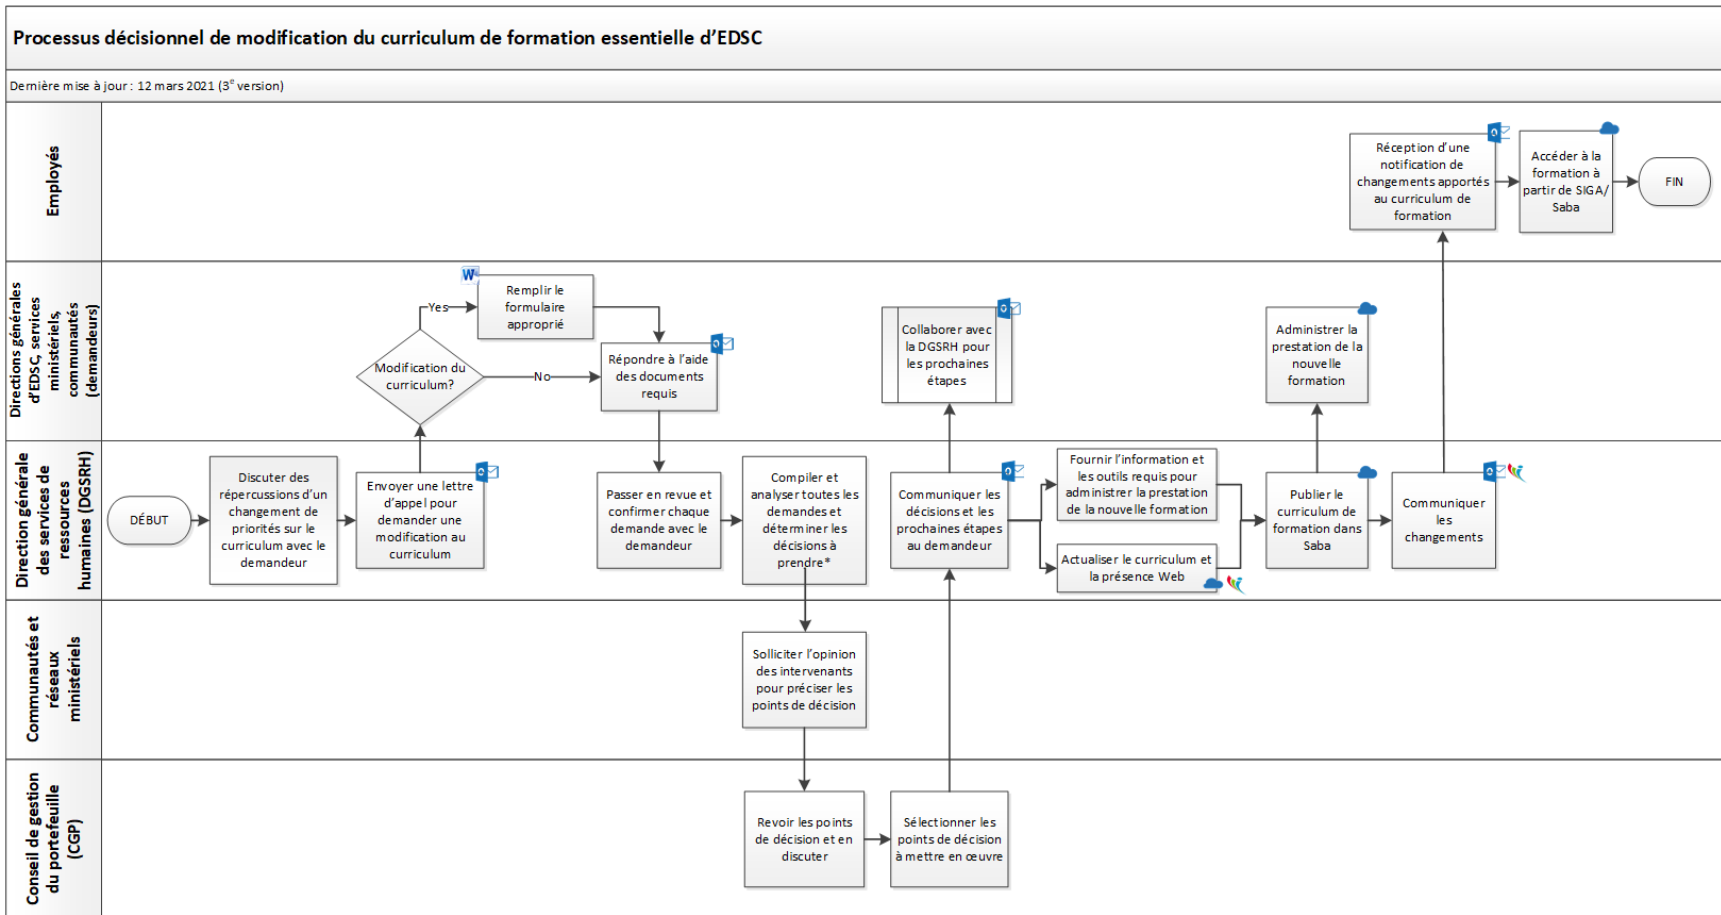 Processus décisionnel de modification du curriculum de formation essentielle d’EDSC
Dernière mise à jour : 12 mars 2021 (3e version)
Employés
Réception d’une
notification de
changements apportés
au curriculum de
formation
Accéder à la
formation à
partir de SIGA/
Saba
FIN
Directions générales
d’EDSC, services
ministériels,
communautés
(demandeurs)
Modification du
curriculum?
Yes
No
Remplir le
formulaire
approprié
Répondre à l’aide
des documents
requis
Collaborer avec
la DGSRH pour
les prochaines
étapes
Administrer la
prestation de la
nouvelle
formation
Direction générale
des services de
ressources
humaines (DGSRH)
DÉBUT
Discuter des
répercussions d’un
changement de
priorités sur le
curriculum avec le
demandeur
Envoyer une lettre
d’appel pour
demander une
modification au
curriculum
Passer en revue et
confirmer chaque
demande avec le
demandeur
Compiler et
analyser toutes les
demandes et
déterminer les
décisions à
prendre*
Communiquer les
décisions et les
prochaines étapes
au demandeur
Fournir l’information et
les outils requis pour
administrer la prestation
de la nouvelle formation
Actualiser le curriculum et
la présence Web
Publier le
curriculum de
formation dans
Saba
Communiquer
les
changements
Communautés et
réseaux
ministériels
Solliciter l’opinion
des intervenants
pour préciser les
points de décision
Conseil de gestion
du portefeuille
(CGP)
Revoir les points
de décision et en
discuter
Sélectionner les
points de décision
à mettre en œuvre